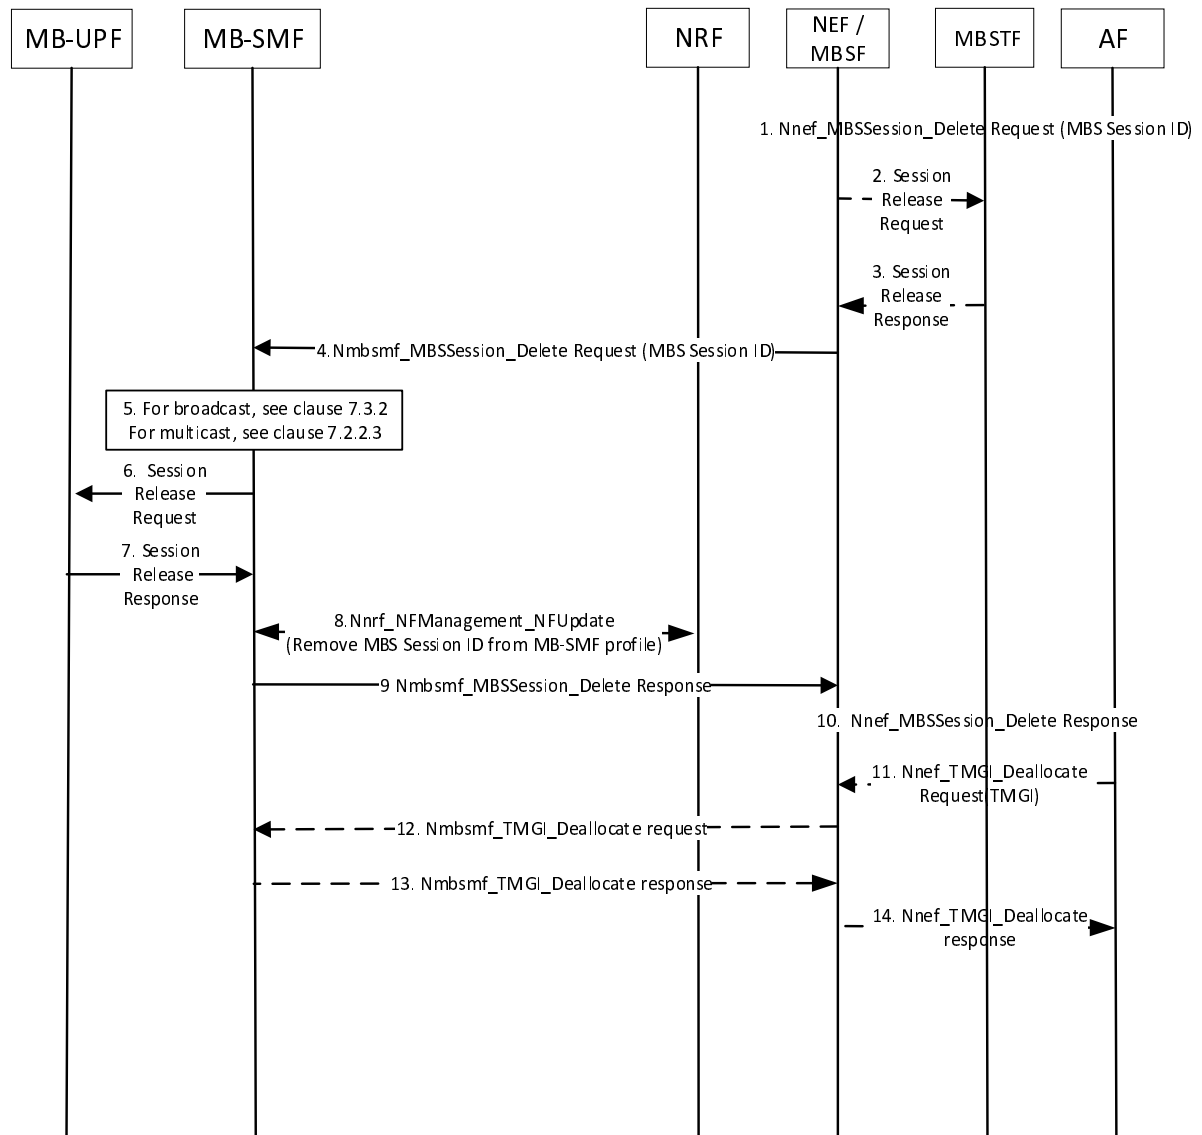 MB-UPF
MB-SMF
NRF
NEF /
MBSF
MBSTF
AF
1. Nnef_MBSSession_Delete Request (MBS Session ID)
2. Session
Release
Request
3. Session
Release
Response
4.Nmbsmf_MBSSession_Delete Request (MBS Session ID)
5. For broadcast, see clause 7.3.2
For multicast, see clause 7.2.2.3
6. Session
Release
Request
7. Session
Release
Response
8.Nnrf_NFManagement_NFUpdate
(Remove MBS Session ID from MB-SMF profile)
9 Nmbsmf_MBSSession_Delete Response
10. Nnef_MBSSession_Delete Response
11. Nnef_TMGI_Deallocate
Request(TMGI)
12. Nmbsmf_TMGI_Deallocate request
13. Nmbsmf_TMGI_Deallocate response
14. Nnef_TMGI_Deallocate
response